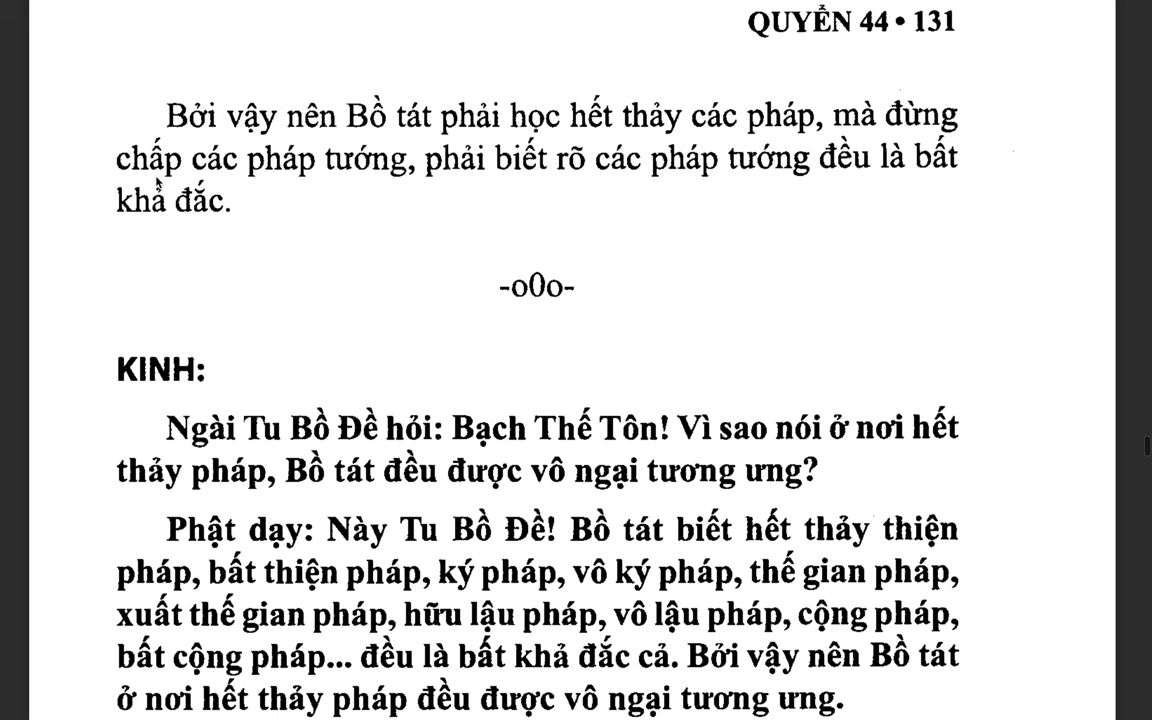 QUYỂN 44 • 131
Bởi vậy nên Bồ tát phải học hết thảy các pháp, mà đừng
chấp các pháp tướng, phải biết rõ các pháp tướng đều là bất
khả đắc.
-o0o-
KINH:
Ngài Tu Bồ Đề hỏi: Bạch Thế Tôn! Vì sao nói ở nơi hết
thảy pháp, Bồ tát đều được vô ngại tương ưng?
Phật dạy: Này Tu Bồ Đề! Bồ tát biết hết thảy thiện
pháp, bất thiện pháp, ký pháp, vô ký pháp, thế gian pháp,
xuất thế gian pháp, hữu lậu pháp, vô lậu pháp, cộng pháp,
bất cộng pháp... đều là bất khả đắc cả. Bởi vậy nên Bồ tát
ở nơi hết thảy pháp đều được vô ngại tương ưng.